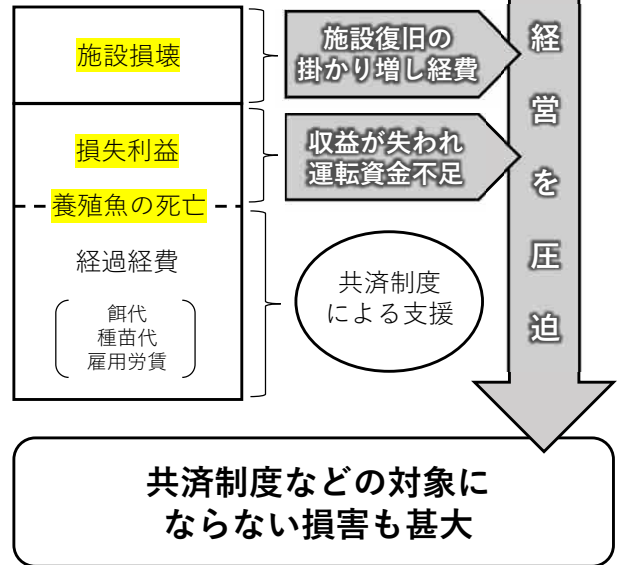 施設損壊
施設復旧の
掛かり増し経費
損失利益
収益が失われ
運転資金不足
養殖魚の死亡
経過経費
餌代
種苗代
雇用労賃
共済制度
による支援
経営を圧迫
共済制度などの対象に
ならない損害も甚大